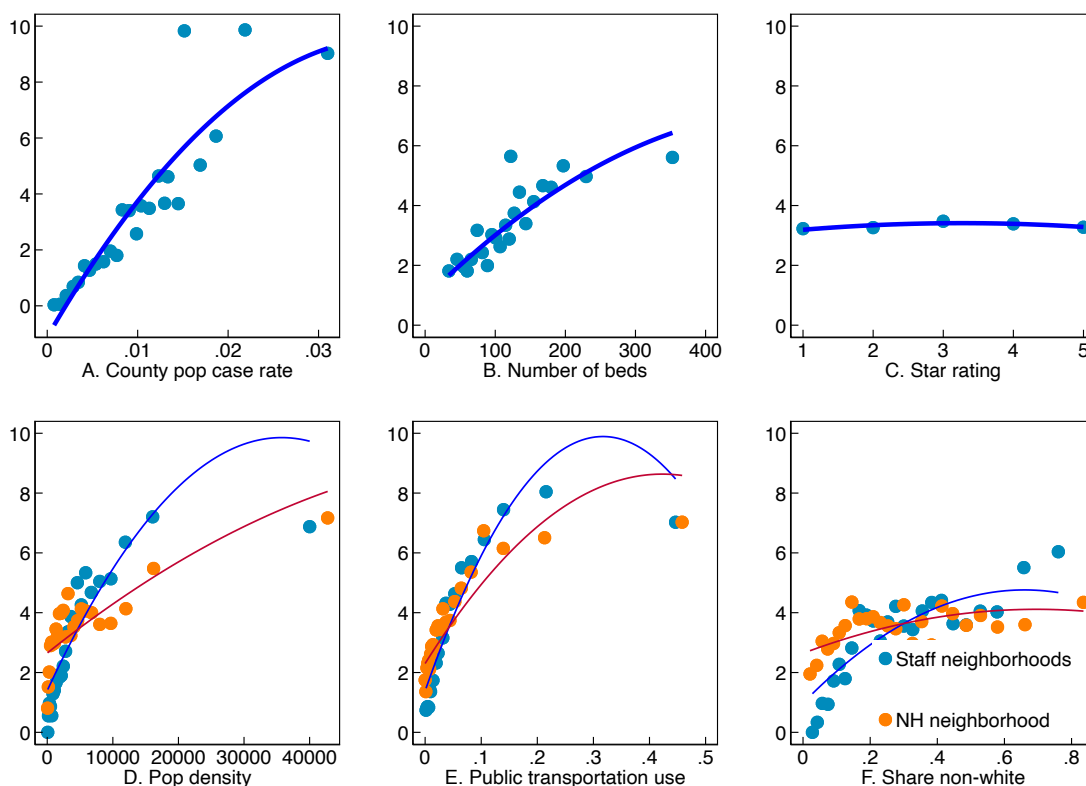 10
8
6
4
2
0
0 .01 .02 .03
A. County pop case rate
10
8
6
4
2
0
0 100 200 300 400
B. Number of beds
10
8
6
4
2
0
1 2 3 4 5
C. Star rating
10
8
6
4
2
0
0 10000 20000 30000 40000
D. Pop density
10
8
6
4
2
0
0 .1 .2 .3 .4 .5
E. Public transportation use
10
8
6
4
2
0
Staff neighborhoods
NH neighborhood
0 .2 .4 .6 .8
F. Share non-white